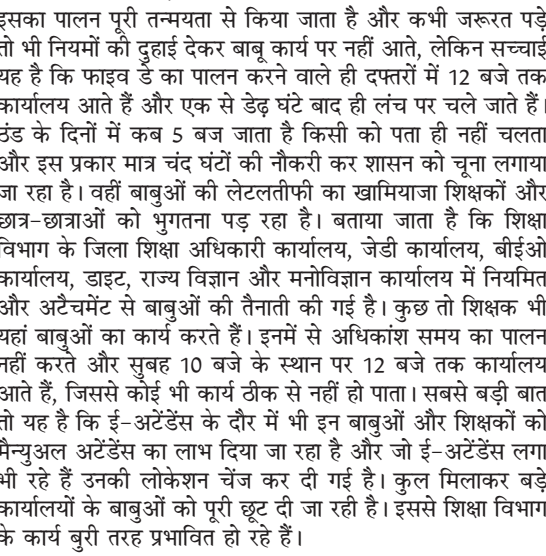 इसका पालन पूरी तन्मयता से किया जाता है और कभी जरूरत पड़े
तो भी नियमों की दुहाई देकर बाबू कार्य पर नहीं आते, लेकिन सच्चाई
यह है कि फाइव डे का पालन करने वाले ही दफ्तरों में 12 बजे तक
कार्यालय आते हैं और एक से डेढ़ घंटे बाद ही लंच पर चले जाते हैं।
ठंड के दिनों में कब 5 बज जाता है किसी को पता ही नहीं चलता
और इस प्रकार मात्र चंद घंटों की नौकरी कर शासन को चूना लगाया
जा रहा है। वहीं बाबुओं की लेटलतीफी का खामियाजा शिक्षकों और
छात्र-छात्राओं को भुगतना पड़ रहा है। बताया जाता है कि शिक्षा
विभाग के जिला शिक्षा अधिकारी कार्यालय, जेडी कार्यालय, बीईओ
कार्यालय, डाइट, राज्य विज्ञान और मनोविज्ञान कार्यालय में नियमित
और अटैचमेंट से बाबुओं की तैनाती की गई है। कुछ तो शिक्षक भी
यहां बाबुओं का कार्य करते हैं। इनमें से अधिकांश समय का पालन
नहीं करते और सुबह 10 बजे के स्थान पर 12 बजे तक कार्यालय
आते हैं, जिससे कोई भी कार्य ठीक से नहीं हो पाता। सबसे बड़ी बात
तो यह है कि ई-अटेंडेंस के दौर में भी इन बाबुओं और शिक्षकों को
मैन्युअल अटेंडेंस का लाभ दिया जा रहा है और जो ई-अटेंडेंस लगा
भी रहे हैं उनकी लोकेशन चेंज कर दी गई है। कुल मिलाकर बड़े
कार्यालयों के बाबुओं को पूरी छूट दी जा रही है। इससे शिक्षा विभाग
के कार्य बुरी तरह प्रभावित हो रहे हैं।